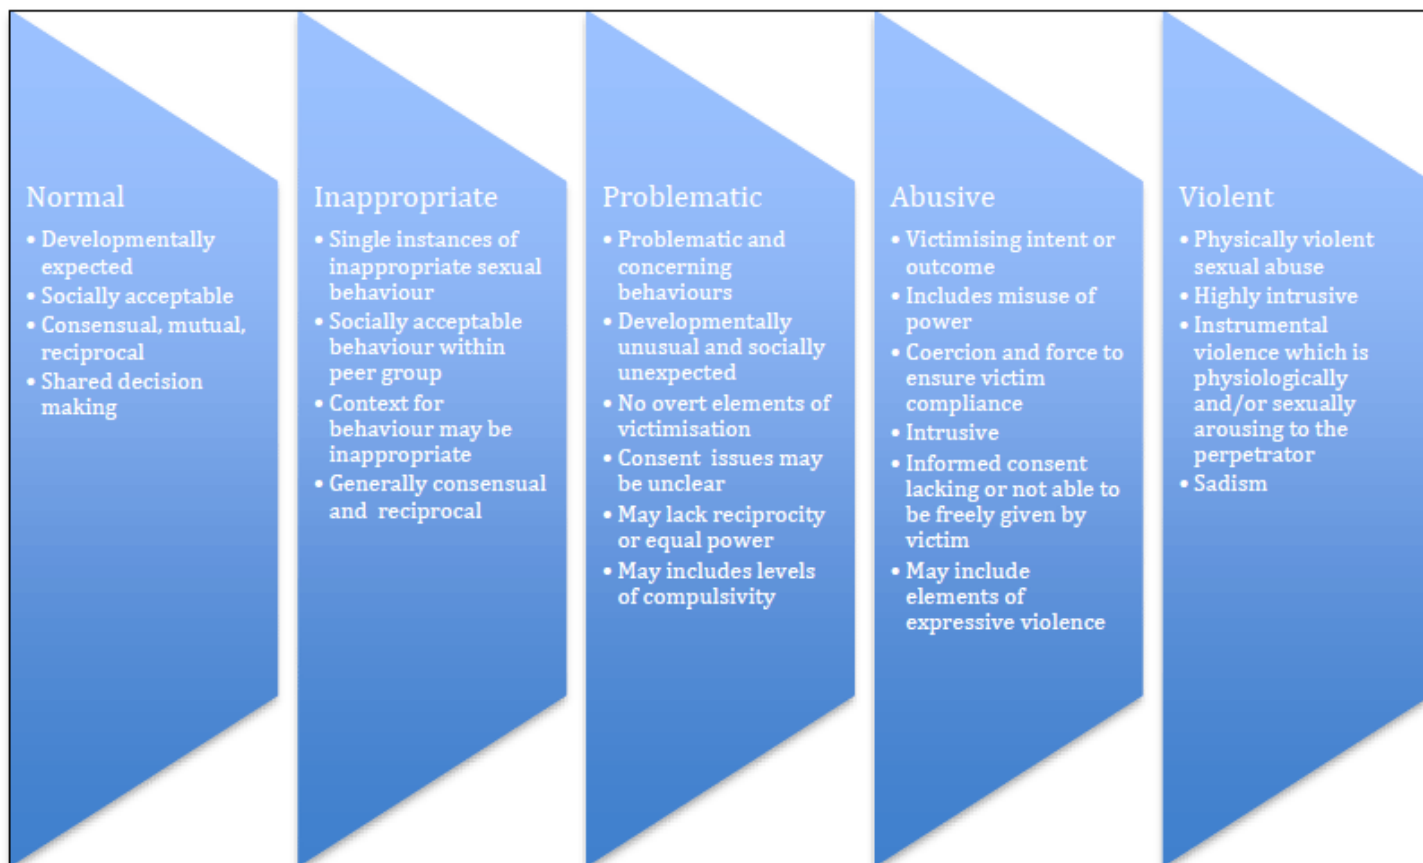 Normal
• Developmentally
expected
• Socially acceptable
• Consensual, mutual,
reciprocal
• Shared decision
making
Inappropriate
• Single instances of
inappropriate sexual
behaviour
• Socially acceptable
behaviour within
peer group
• Context for
behaviour may be
inappropriate
• Generally consensual
and reciprocal
Problematic
• Problematic and
concerning
behaviours
• Developmentally
unusual and socially
unexpected
• No overt elements of
victimisation
• Consent issues may
be unclear
• May lack reciprocity
or equal power
• May includes levels
of compulsivity
Abusive
• Victimising intent or
outcome
• Includes misuse of
power
• Coercion and force to
ensure victim
compliance
• Intrusive
• Informed consent
lacking or not able to
be freely given by
victim
• May include
elements of
expressive violence
Violent
• Physically violent
sexual abuse
• Highly intrusive
• Instrumental
violence which is
physiologically
and/or sexually
arousing to the
perpetrator
• Sadism